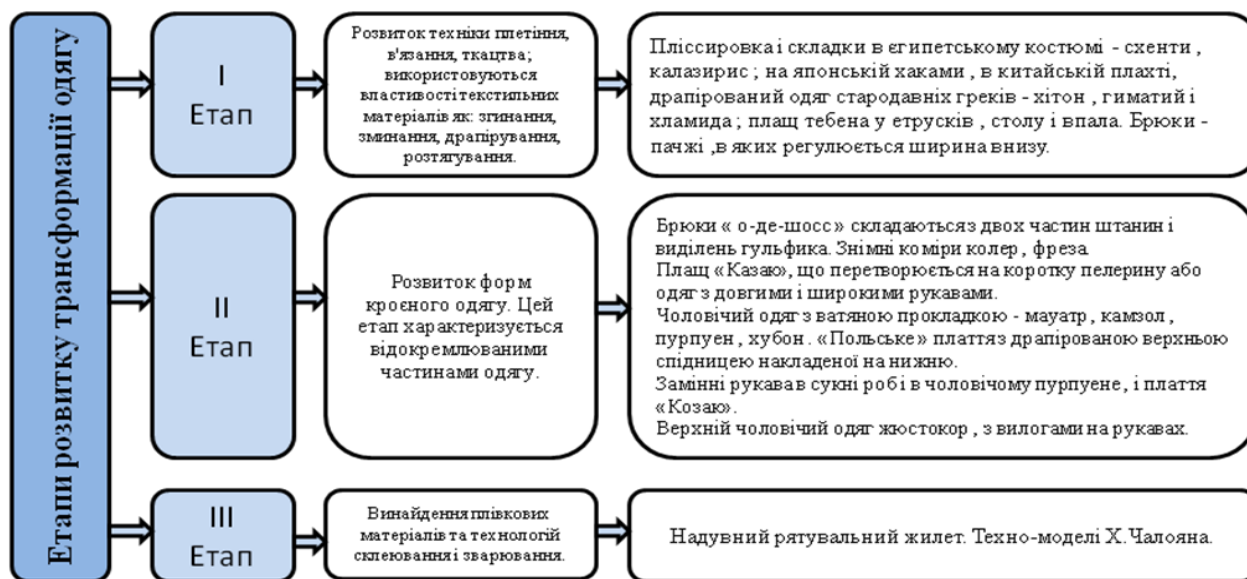 Етапи розвитку трансформації одягу
I
Етап
Розвиток техніки плетіння,
в'язання, ткацтва;
використовуються
властивості текстильних
матеріалів як: згинання,
зминання, драпірування,
розтягування.
Пліссировка і складки в єгипетському костюмі - схенти ,
калазирис ; на японській хаками , в китайській плахті,
драпірований одяг стародавніх греків - хітон , гиматий і
хламида ; плащ тебена у етрусків , столу і впала. Брюки -
пачжі ,в яких регулюється ширина внизу.
II
Етап
Розвиток форм
кроєного одягу. Цей
етап характеризується
відокремлюваними
частинами одягу.
Брюки « о-де-шосс» складаються з двох частин штанин і
виділень гульфика. Знімні коміри колер , фреза.
Плащ «Казаю», що перетворюється на коротку пелерину або
одяг з довгими і широкими рукавами.
Чоловічий одяг з ватяною прокладкою - мауатр , камзол ,
пурпуен , хубон . «Польське» плаття з драпірованою верхньою
спідницею накладеної на нижню.
Замінні рукава в сукні робі в чоловічому пурпуене , і плаття
«Козаю».
Верхній чоловічий одяг жюстокор , з вилогами на рукавах.
III
Етап
Винайдення плівкових
матеріалів та технологій
склеювання і зварювання.
Надувний рятувальний жилет. Техно-моделі Х.Чалояна.